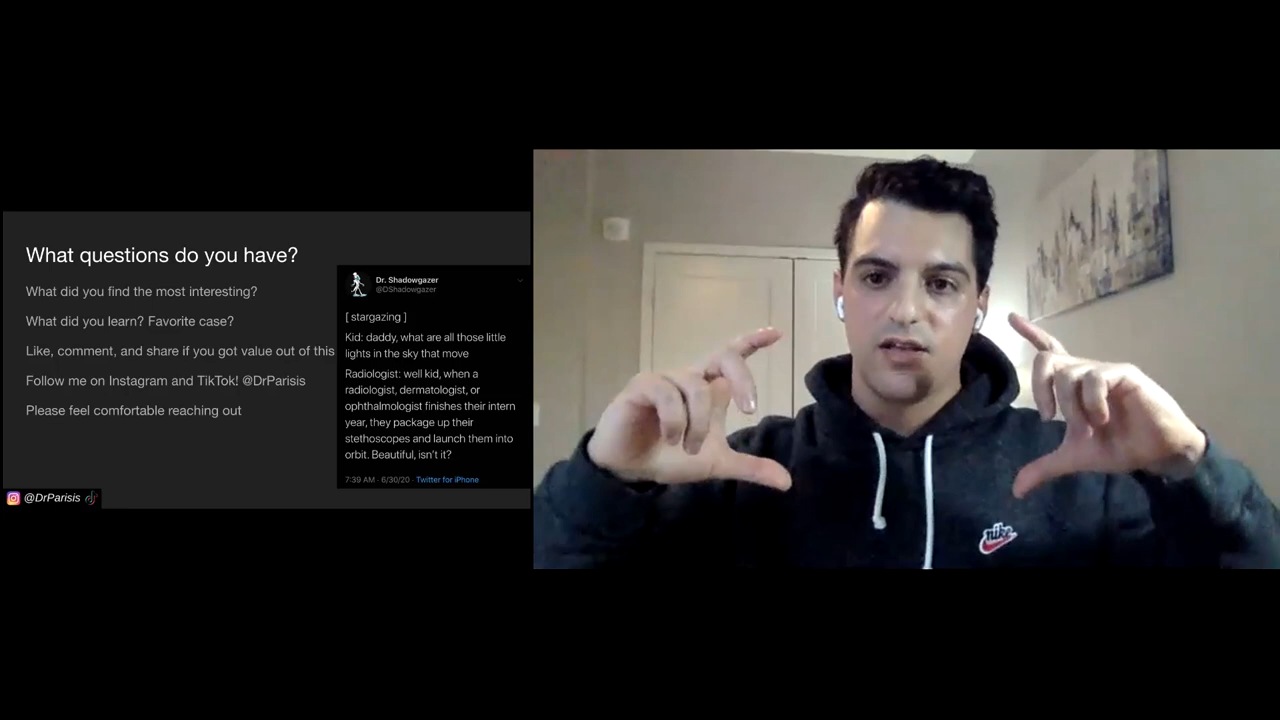 What questions do you have?
What did you find the most interesting?
What did you learn? Favorite case?
Like, comment, and share if you got value out of this
Follow me on Instagram and TikTok! @DrParisis
Please feel comfortable reaching out
Dr. Shadowgazer
@DShadowgazer
[ stargazing ]
Kid: daddy, what are all those little
lights in the sky that move
Radiologist: well kid, when a
radiologist, dermatologist, or
ophthalmologist finishes their intern
year, they package up their
stethoscopes and launch them into
orbit. Beautiful, isn't it?
7:39 AM · 6/30/20 · Twitter for iPhone
@DrParisis
nike